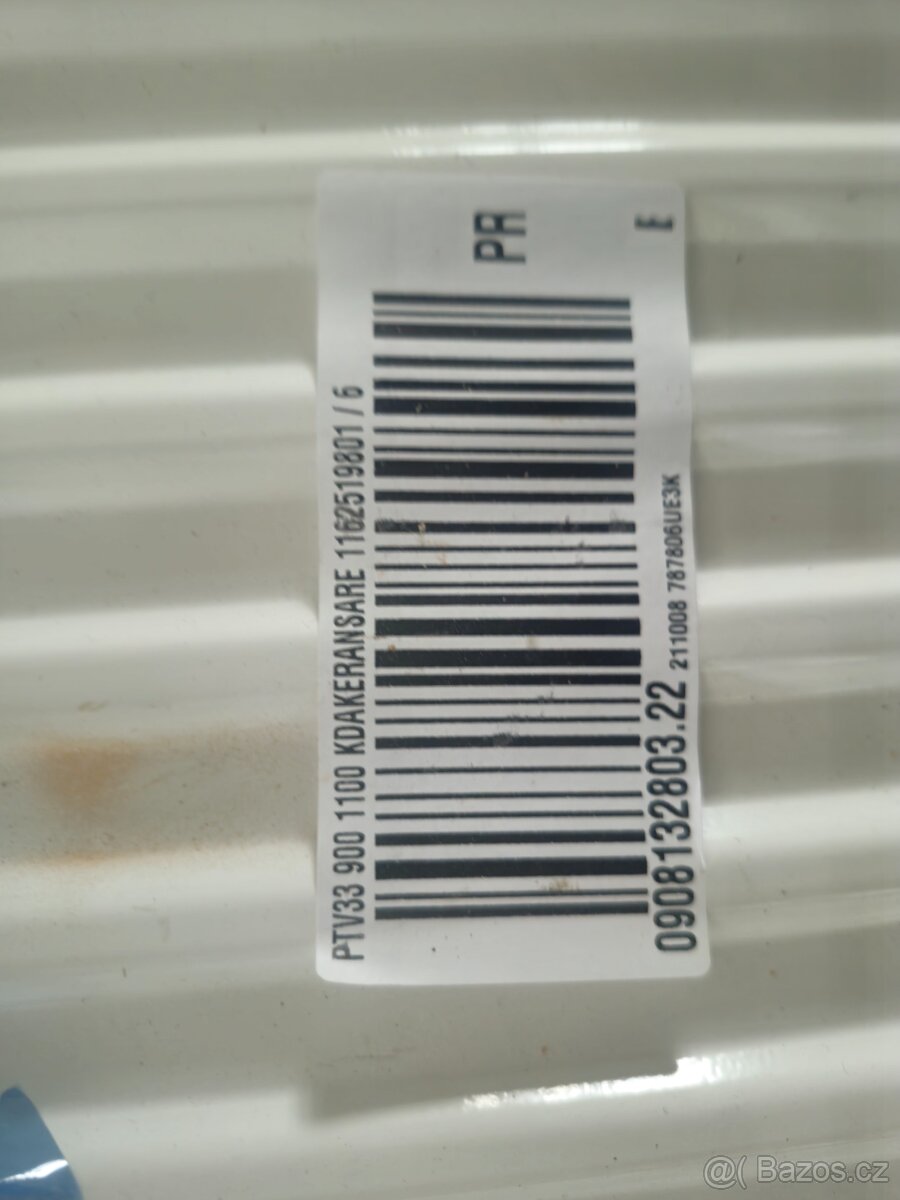 PTV33 900 1100 KDAKERANSARE 1162519801 / 6
PR
0908132803.22
211008 787806UE3K
E
@( Bazos.cz